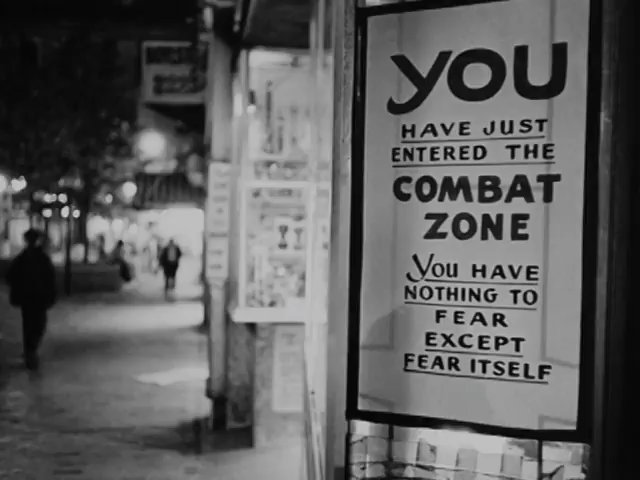 YOU
HAVE JUST
ENTERED THE
COMBAT
ZONE
You HAVE
NOTHING TO
FEAR
EXCEPT
FEAR ITSELF